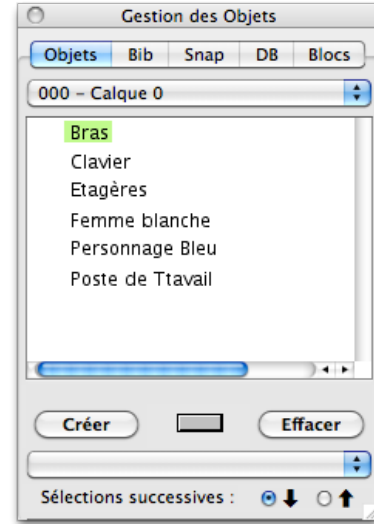 Gestion des Objets
Objets Bib Snap DB Blocs
000 – Calque 0
Bras
Clavier
Etagères
Femme blanche
Personnage Bleu
Poste de Ttavail
Créer Effacer
Sélections successives :